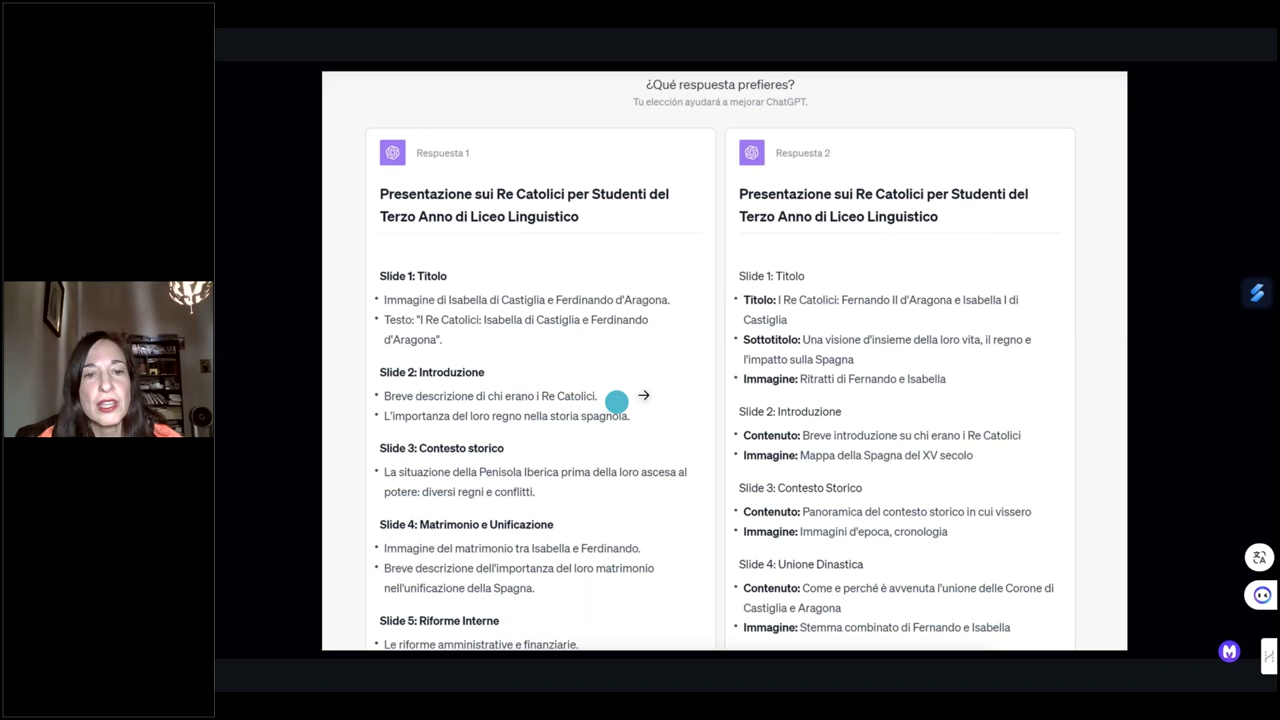 ¿Qué respuesta prefieres?
Tu elección ayudará a mejorar ChatGPT.
Respuesta 1
Presentazione sui Re Catolici per Studenti del
Terzo Anno di Liceo Linguistico
Slide 1: Titolo
• Immagine di Isabella di Castiglia e Ferdinando d'Aragona.
• Testo: "I Re Catolici: Isabella di Castiglia e Ferdinando
d'Aragona".
Slide 2: Introduzione
• Breve descrizione di chi erano i Re Catolici.
• L'importanza del loro regno nella storia spagnola.
Slide 3: Contesto storico
• La situazione della Penisola Iberica prima della loro ascesa al
potere: diversi regni e conflitti.
Slide 4: Matrimonio e Unificazione
• Immagine del matrimonio tra Isabella e Ferdinando.
• Breve descrizione dell'importanza del loro matrimonio
nell'unificazione della Spagna.
Slide 5: Riforme Interne
• Le riforme amministrative e finanziarie.
Respuesta 2
Presentazione sui Re Catolici per Studenti del
Terzo Anno di Liceo Linguistico
Slide 1: Titolo
• Titolo: I Re Catolici: Fernando II d'Aragona e Isabella I di
Castiglia
• Sottotitolo: Una visione d'insieme della loro vita, il regno e
l'impatto sulla Spagna
• Immagine: Ritratti di Fernando e Isabella
Slide 2: Introduzione
• Contenuto: Breve introduzione su chi erano i Re Catolici
• Immagine: Mappa della Spagna del XV secolo
Slide 3: Contesto Storico
• Contenuto: Panoramica del contesto storico in cui vissero
• Immagine: Immagini d'epoca, cronologia
Slide 4: Unione Dinastica
• Contenuto: Come e perché è avvenuta l'unione delle Corone di
Castiglia e Aragona
• Immagine: Stemma combinato di Fernando e Isabella